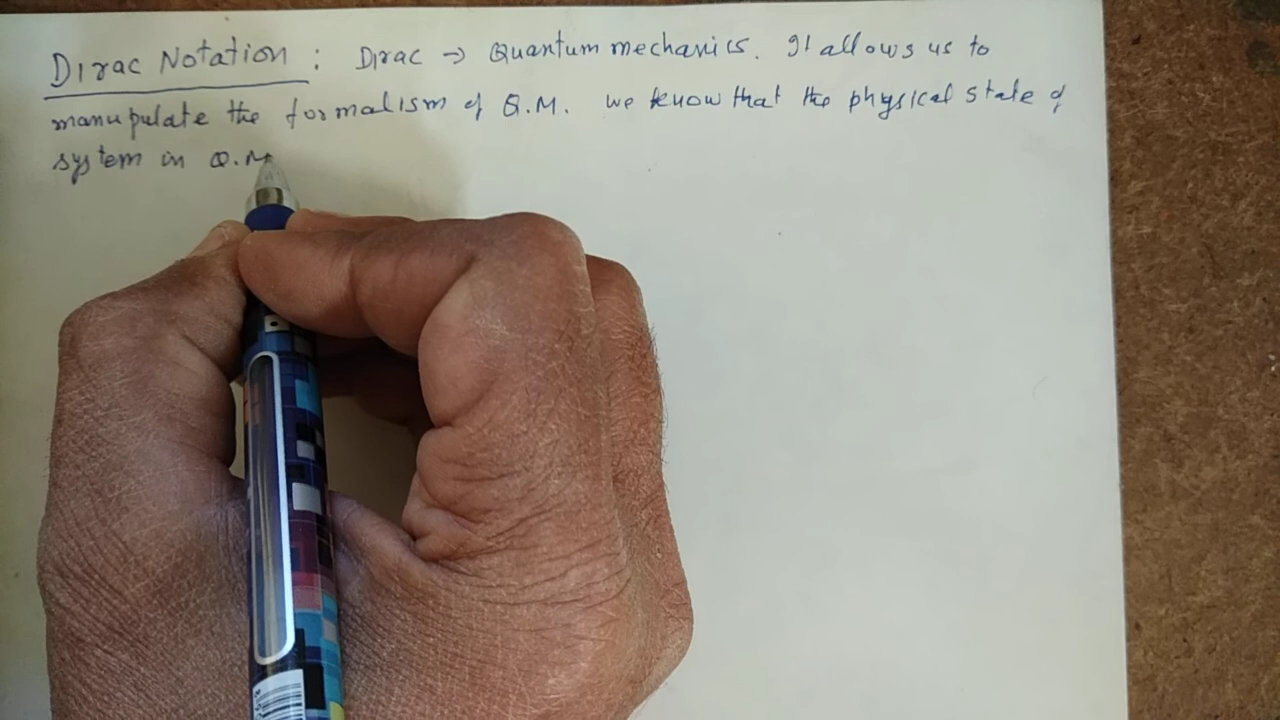 Dirac Notation : Dirac → Quantum mechanics. It allows us to
manupulate the formalism of Q.M. we know that the physical state of
system in Q.M